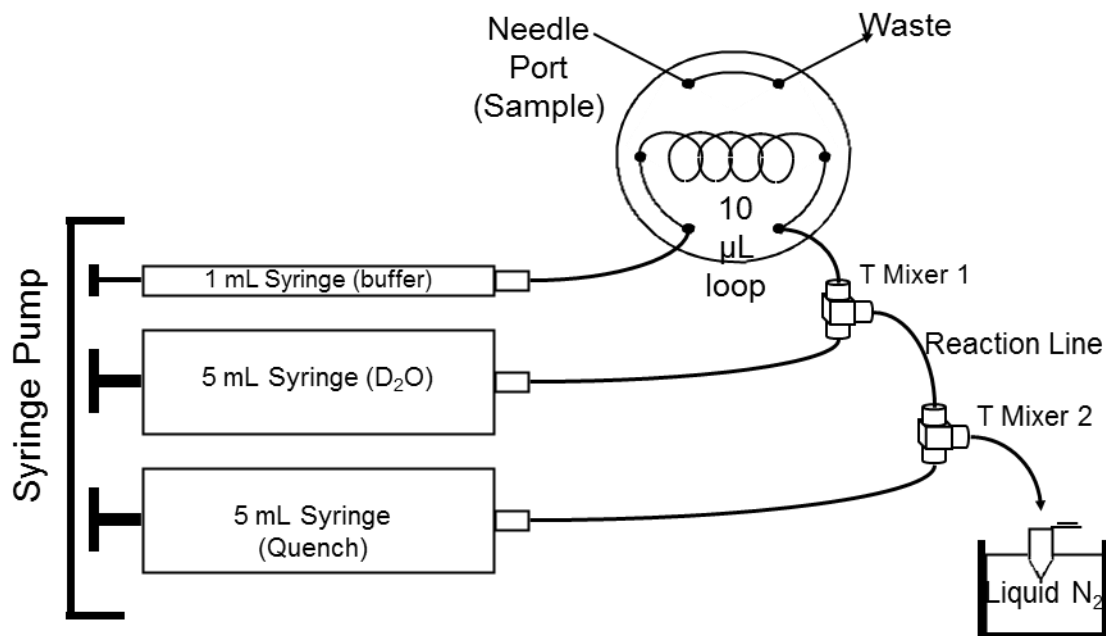 Needle
Port
(Sample)
Waste
10
µL
loop
Syringe Pump
1 mL Syringe (buffer)
T Mixer 1
Reaction Line
5 mL Syringe (D₂O)
T Mixer 2
5 mL Syringe
(Quench)
Liquid N₂